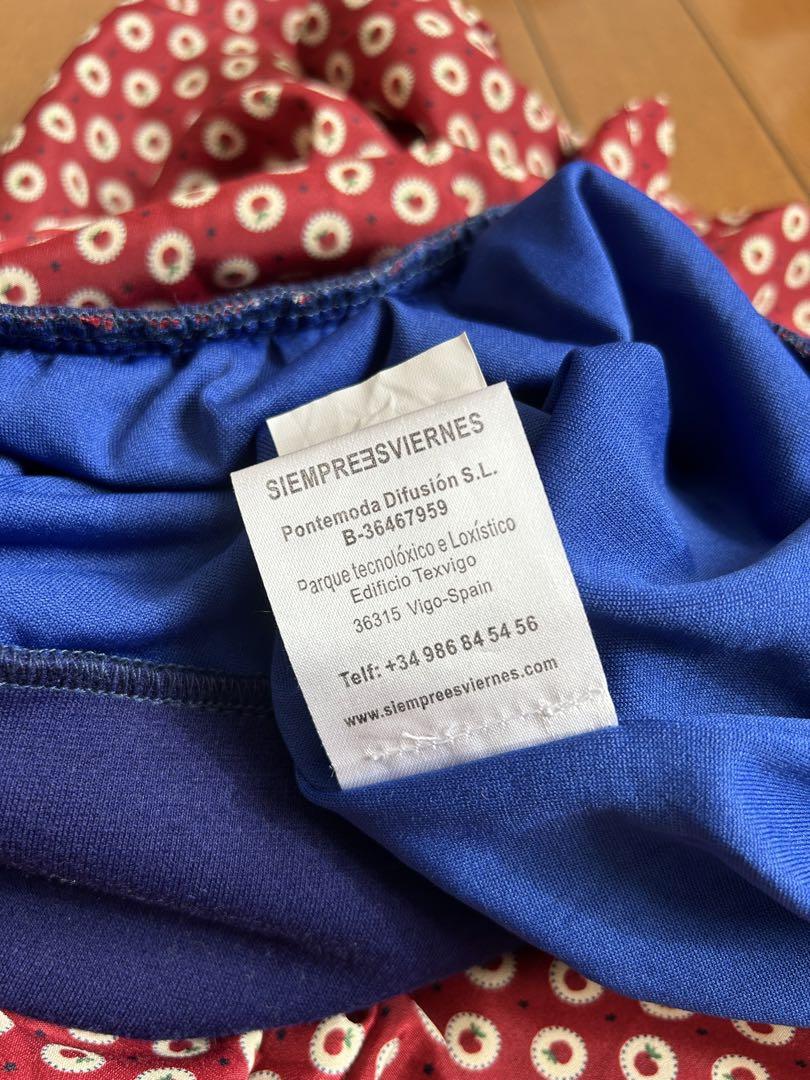 SIEMPREƎSVIERNES
Pontemoda Difusión S.L.
B-36467959
Parque tecnolóxico e Loxístico
Edificio Texvigo
36315 Vigo-Spain
Telf: +34 986 84 54 56
www.siempreesviernes.com